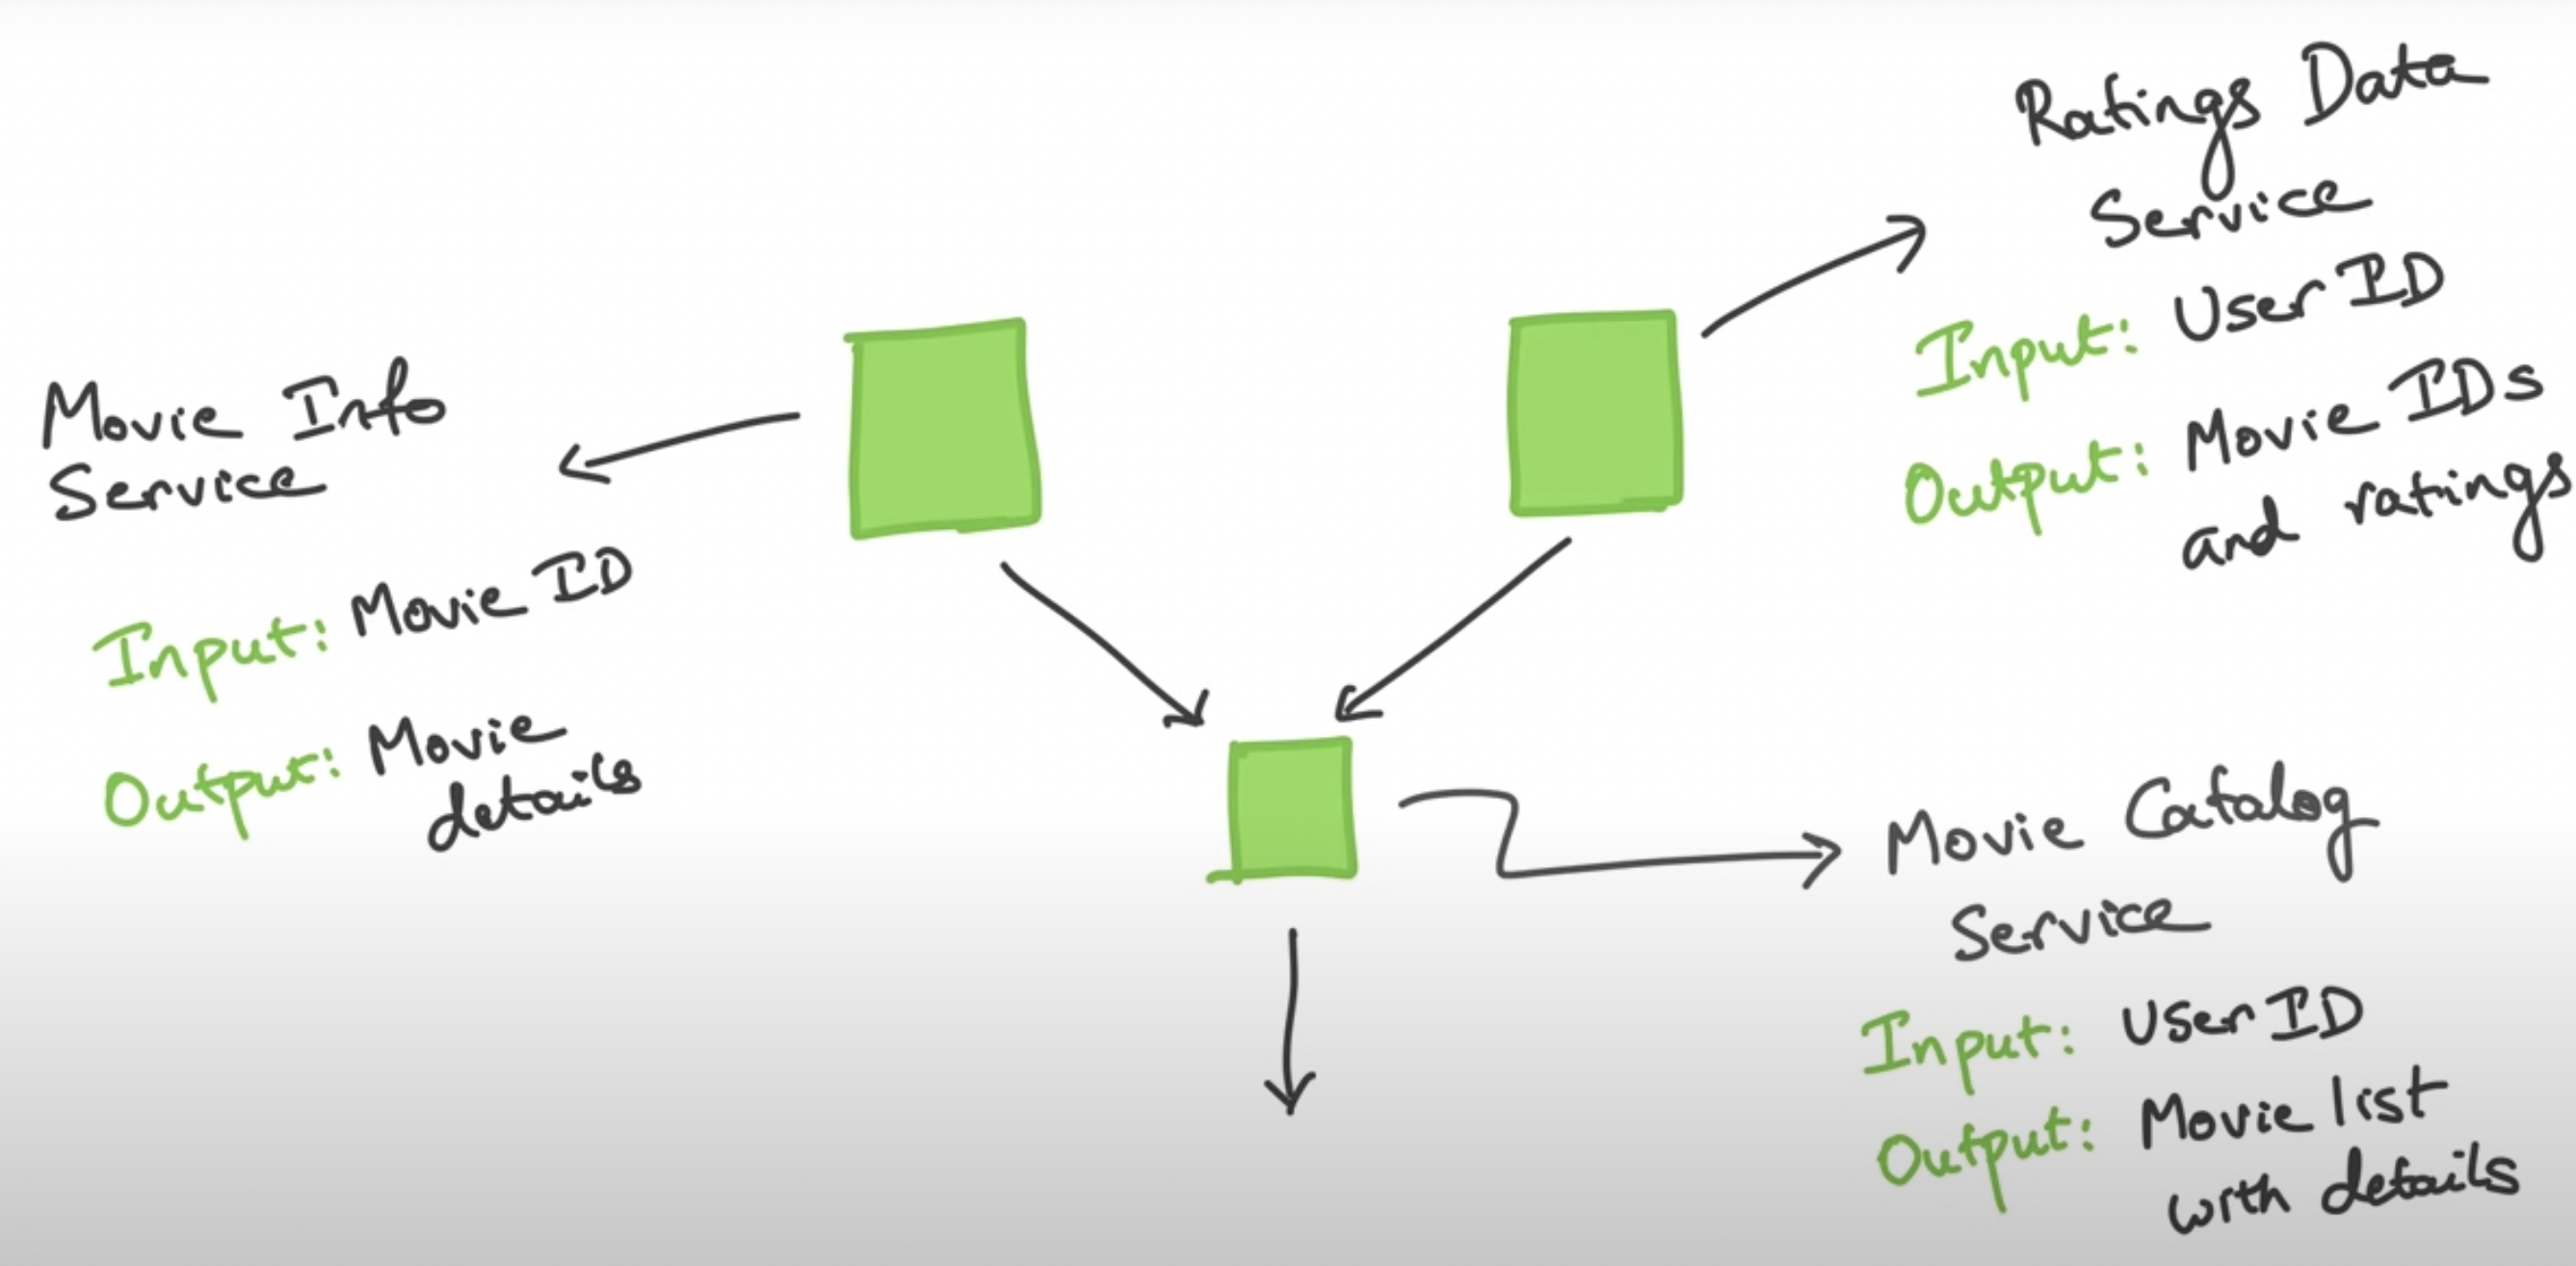 Movie Info
Service
Input: Movie ID
Output: Movie
details
Ratings Data
Service
Input: User ID
Output: Movie IDs
and ratings
Movie Catalog
Service
Input: User ID
Output: Movie list
with details